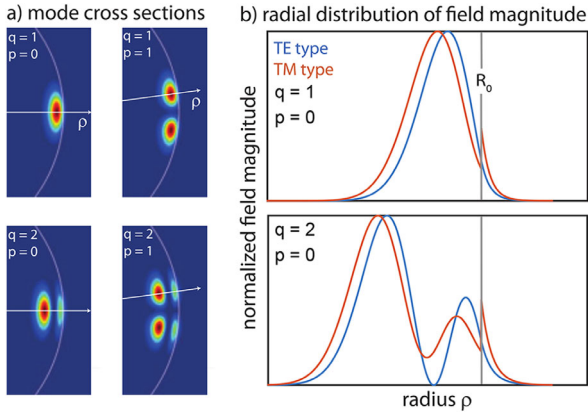 a) mode cross sections
q = 1
p = 0
ρ
q = 1
p = 1
ρ
q = 2
p = 0
q = 2
p = 1
b) radial distribution of field magnitude
normalized field magnitude
TE type
TM type
q = 1
p = 0
R₀
q = 2
p = 0
radius ρ